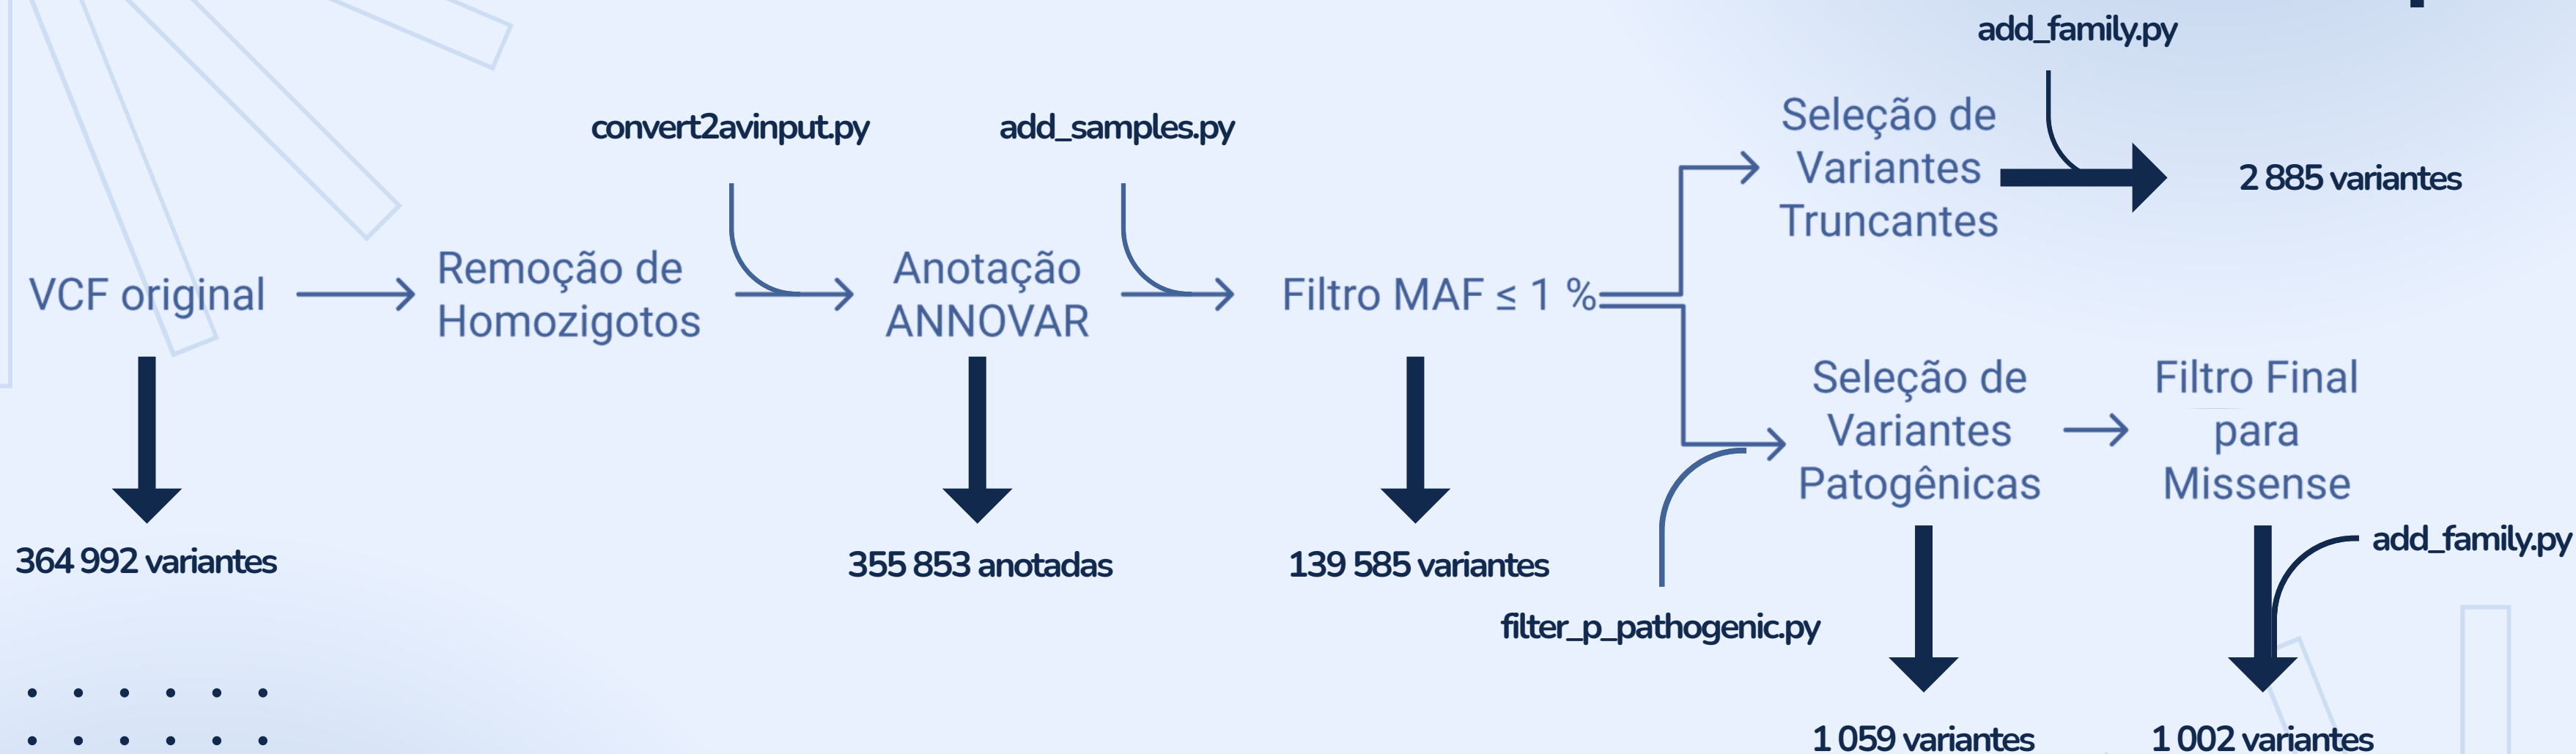 add_family.py
convert2avinput.py
add_samples.py
Seleção de
Variantes
Truncantes
2 885 variantes
VCF original
Remoção de
Homozigotos
Anotação
ANNOVAR
Filtro MAF ≤ 1 %
Seleção de
Variantes
Patogênicas
Filtro Final
para
Missense
add_family.py
364 992 variantes
355 853 anotadas
139 585 variantes
filter_p_pathogenic.py
1 059 variantes
1 002 variantes